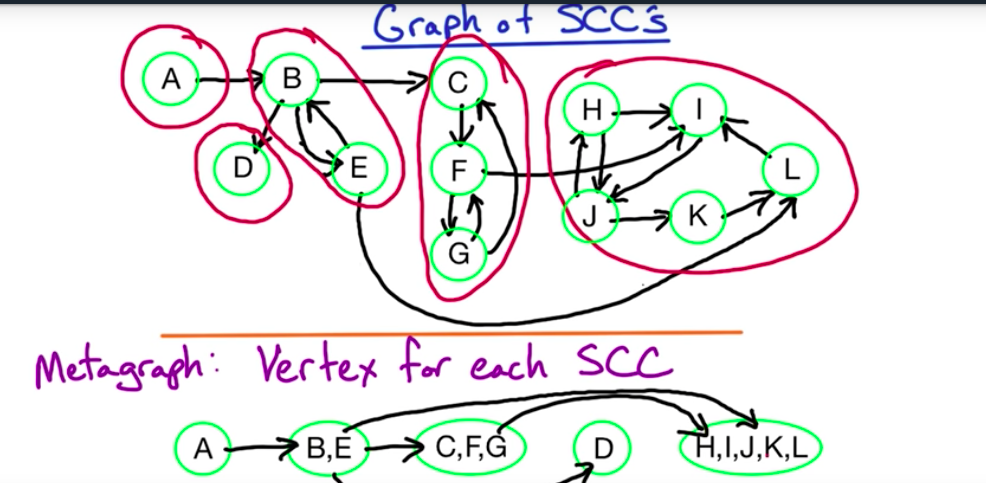 Graph of SCC's
A B C H I
D E F L
J K
G
Metagraph: Vertex for each SCC
A B,E C,F,G D H,I,J,K,L